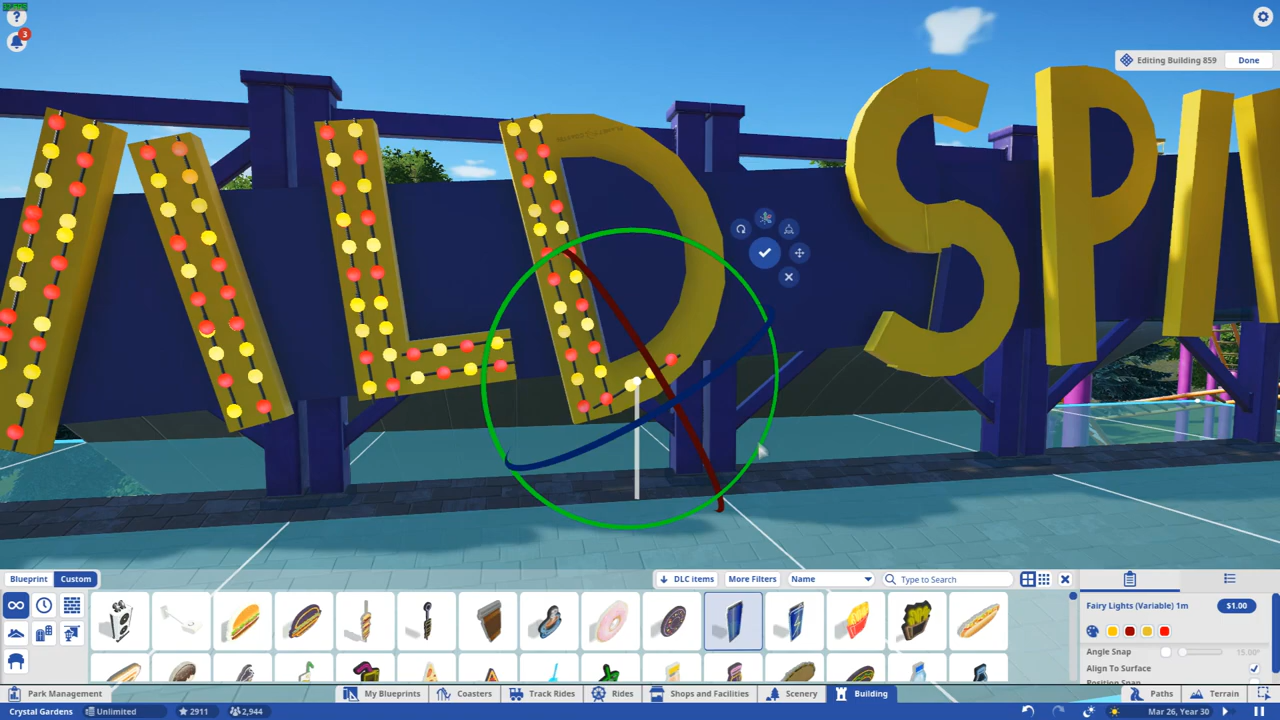 ?
3
Editing Building 859 Done
LD SPI
Blueprint Custom DLC items More Filters Name Type to Search
Fairy Lights (Variable) 1m $1.00
Angle Snap 15.00°
Align To Surface
Park Management My Blueprints Coasters Track Rides Rides Shops and Facilities Scenery Building Paths Terrain
Crystal Gardens Unlimited 2911 2,944 Mar 26, Year 30